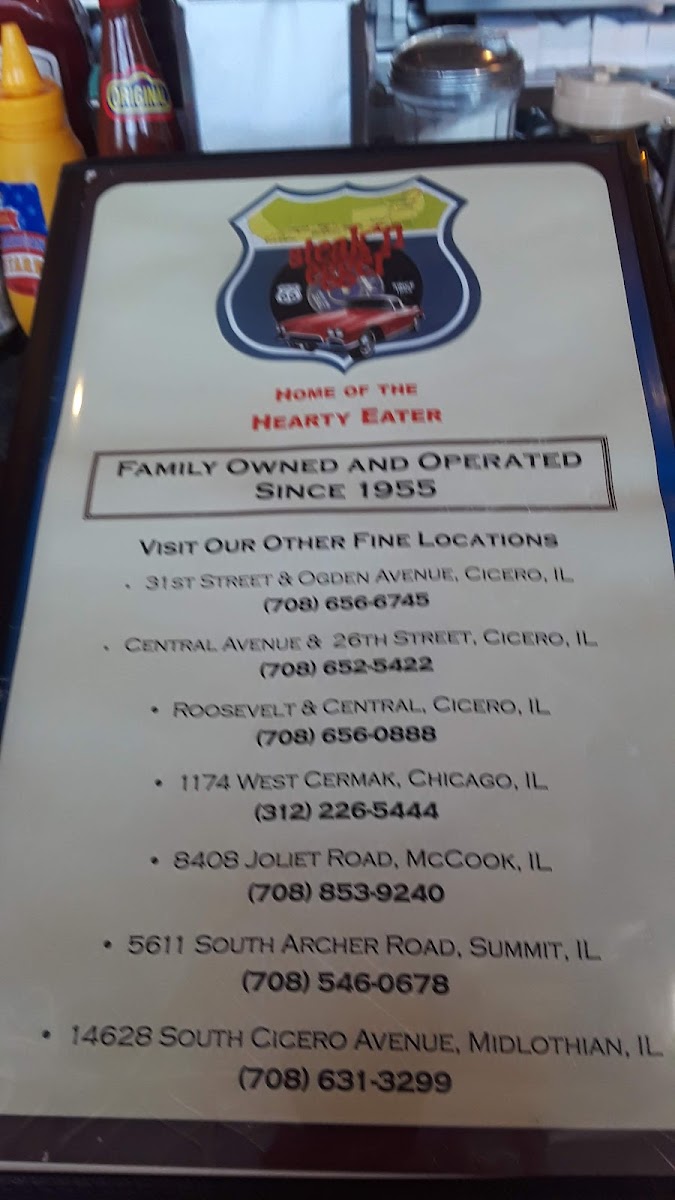 ORIGINAL
steak 'n
egger
HOME OF THE
HEARTY EATER
FAMILY OWNED AND OPERATED
SINCE 1955
VISIT OUR OTHER FINE LOCATIONS
• 31ST STREET & OGDEN AVENUE, CICERO, IL
(708) 656-6745
• CENTRAL AVENUE & 26TH STREET, CICERO, IL
(708) 652-5422
• ROOSEVELT & CENTRAL, CICERO, IL
(708) 656-0888
• 1174 WEST CERMAK, CHICAGO, IL
(312) 226-5444
• 8408 JOLIET ROAD, MCCOOK, IL
(708) 853-9240
• 5611 SOUTH ARCHER ROAD, SUMMIT, IL
(708) 546-0678
• 14628 SOUTH CICERO AVENUE, MIDLOTHIAN, IL
(708) 631-3299